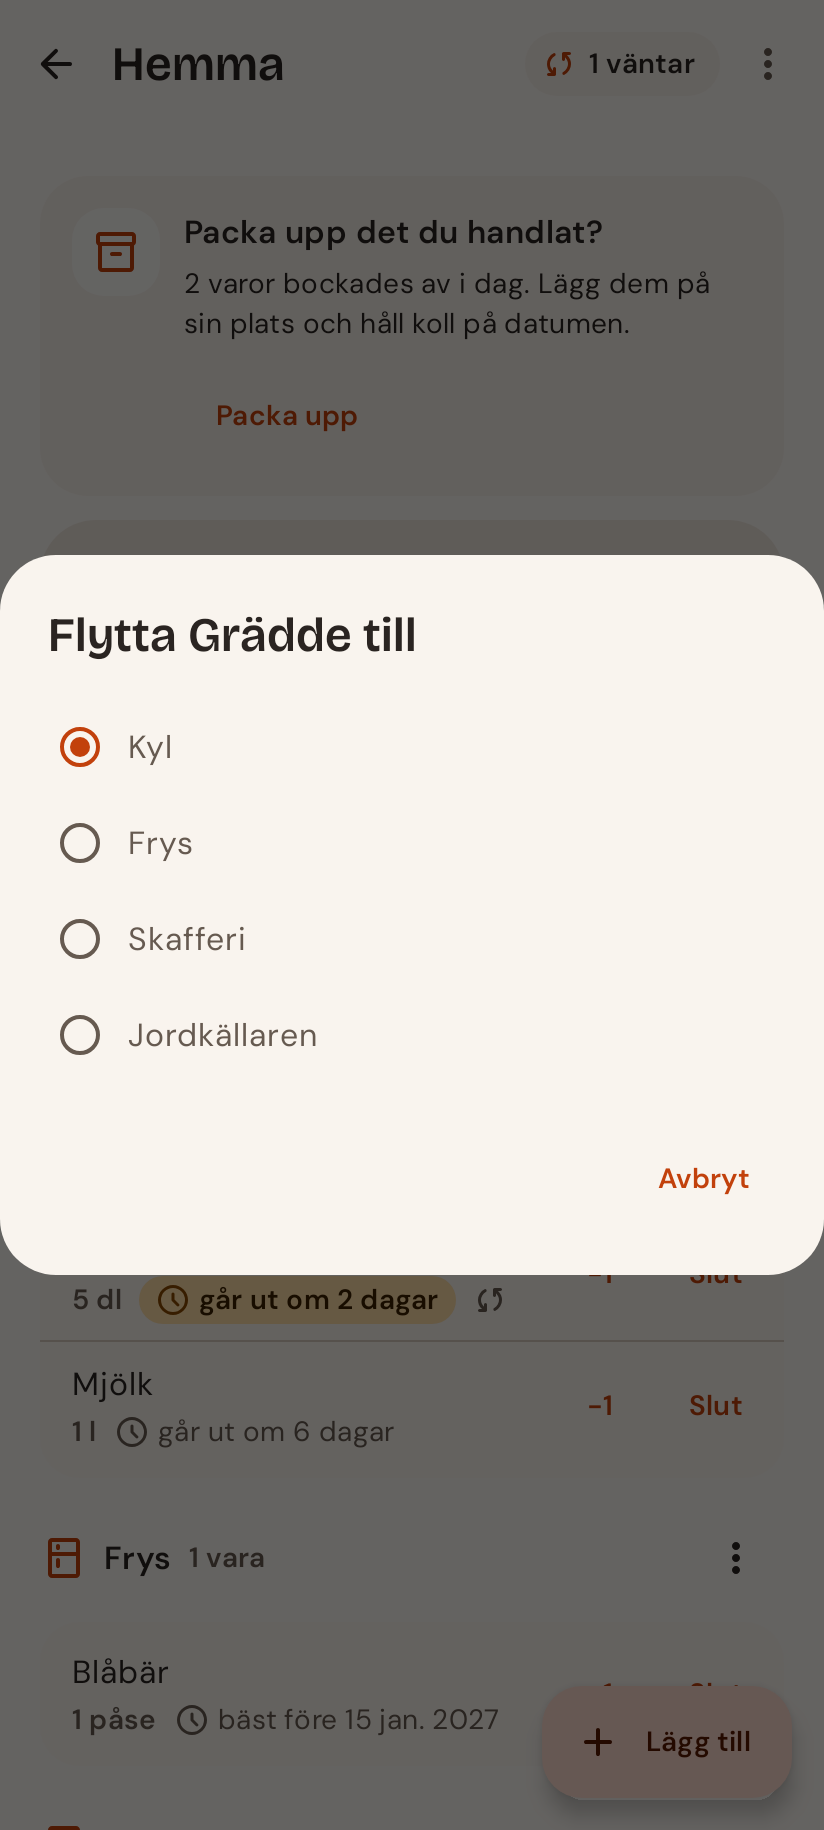 Hemma
1 väntar
Packa upp det du handlat?
2 varor bockades av i dag. Lägg dem på
sin plats och håll koll på datumen.
Packa upp
Flytta Grädde till
Kyl
Frys
Skafferi
Jordkällaren
Avbryt
5 dl går ut om 2 dagar
−1 Slut
Mjölk
−1 Slut
1 l går ut om 6 dagar
Frys 1 vara
Blåbär
1 påse bäst före 15 jan. 2027
Lägg till